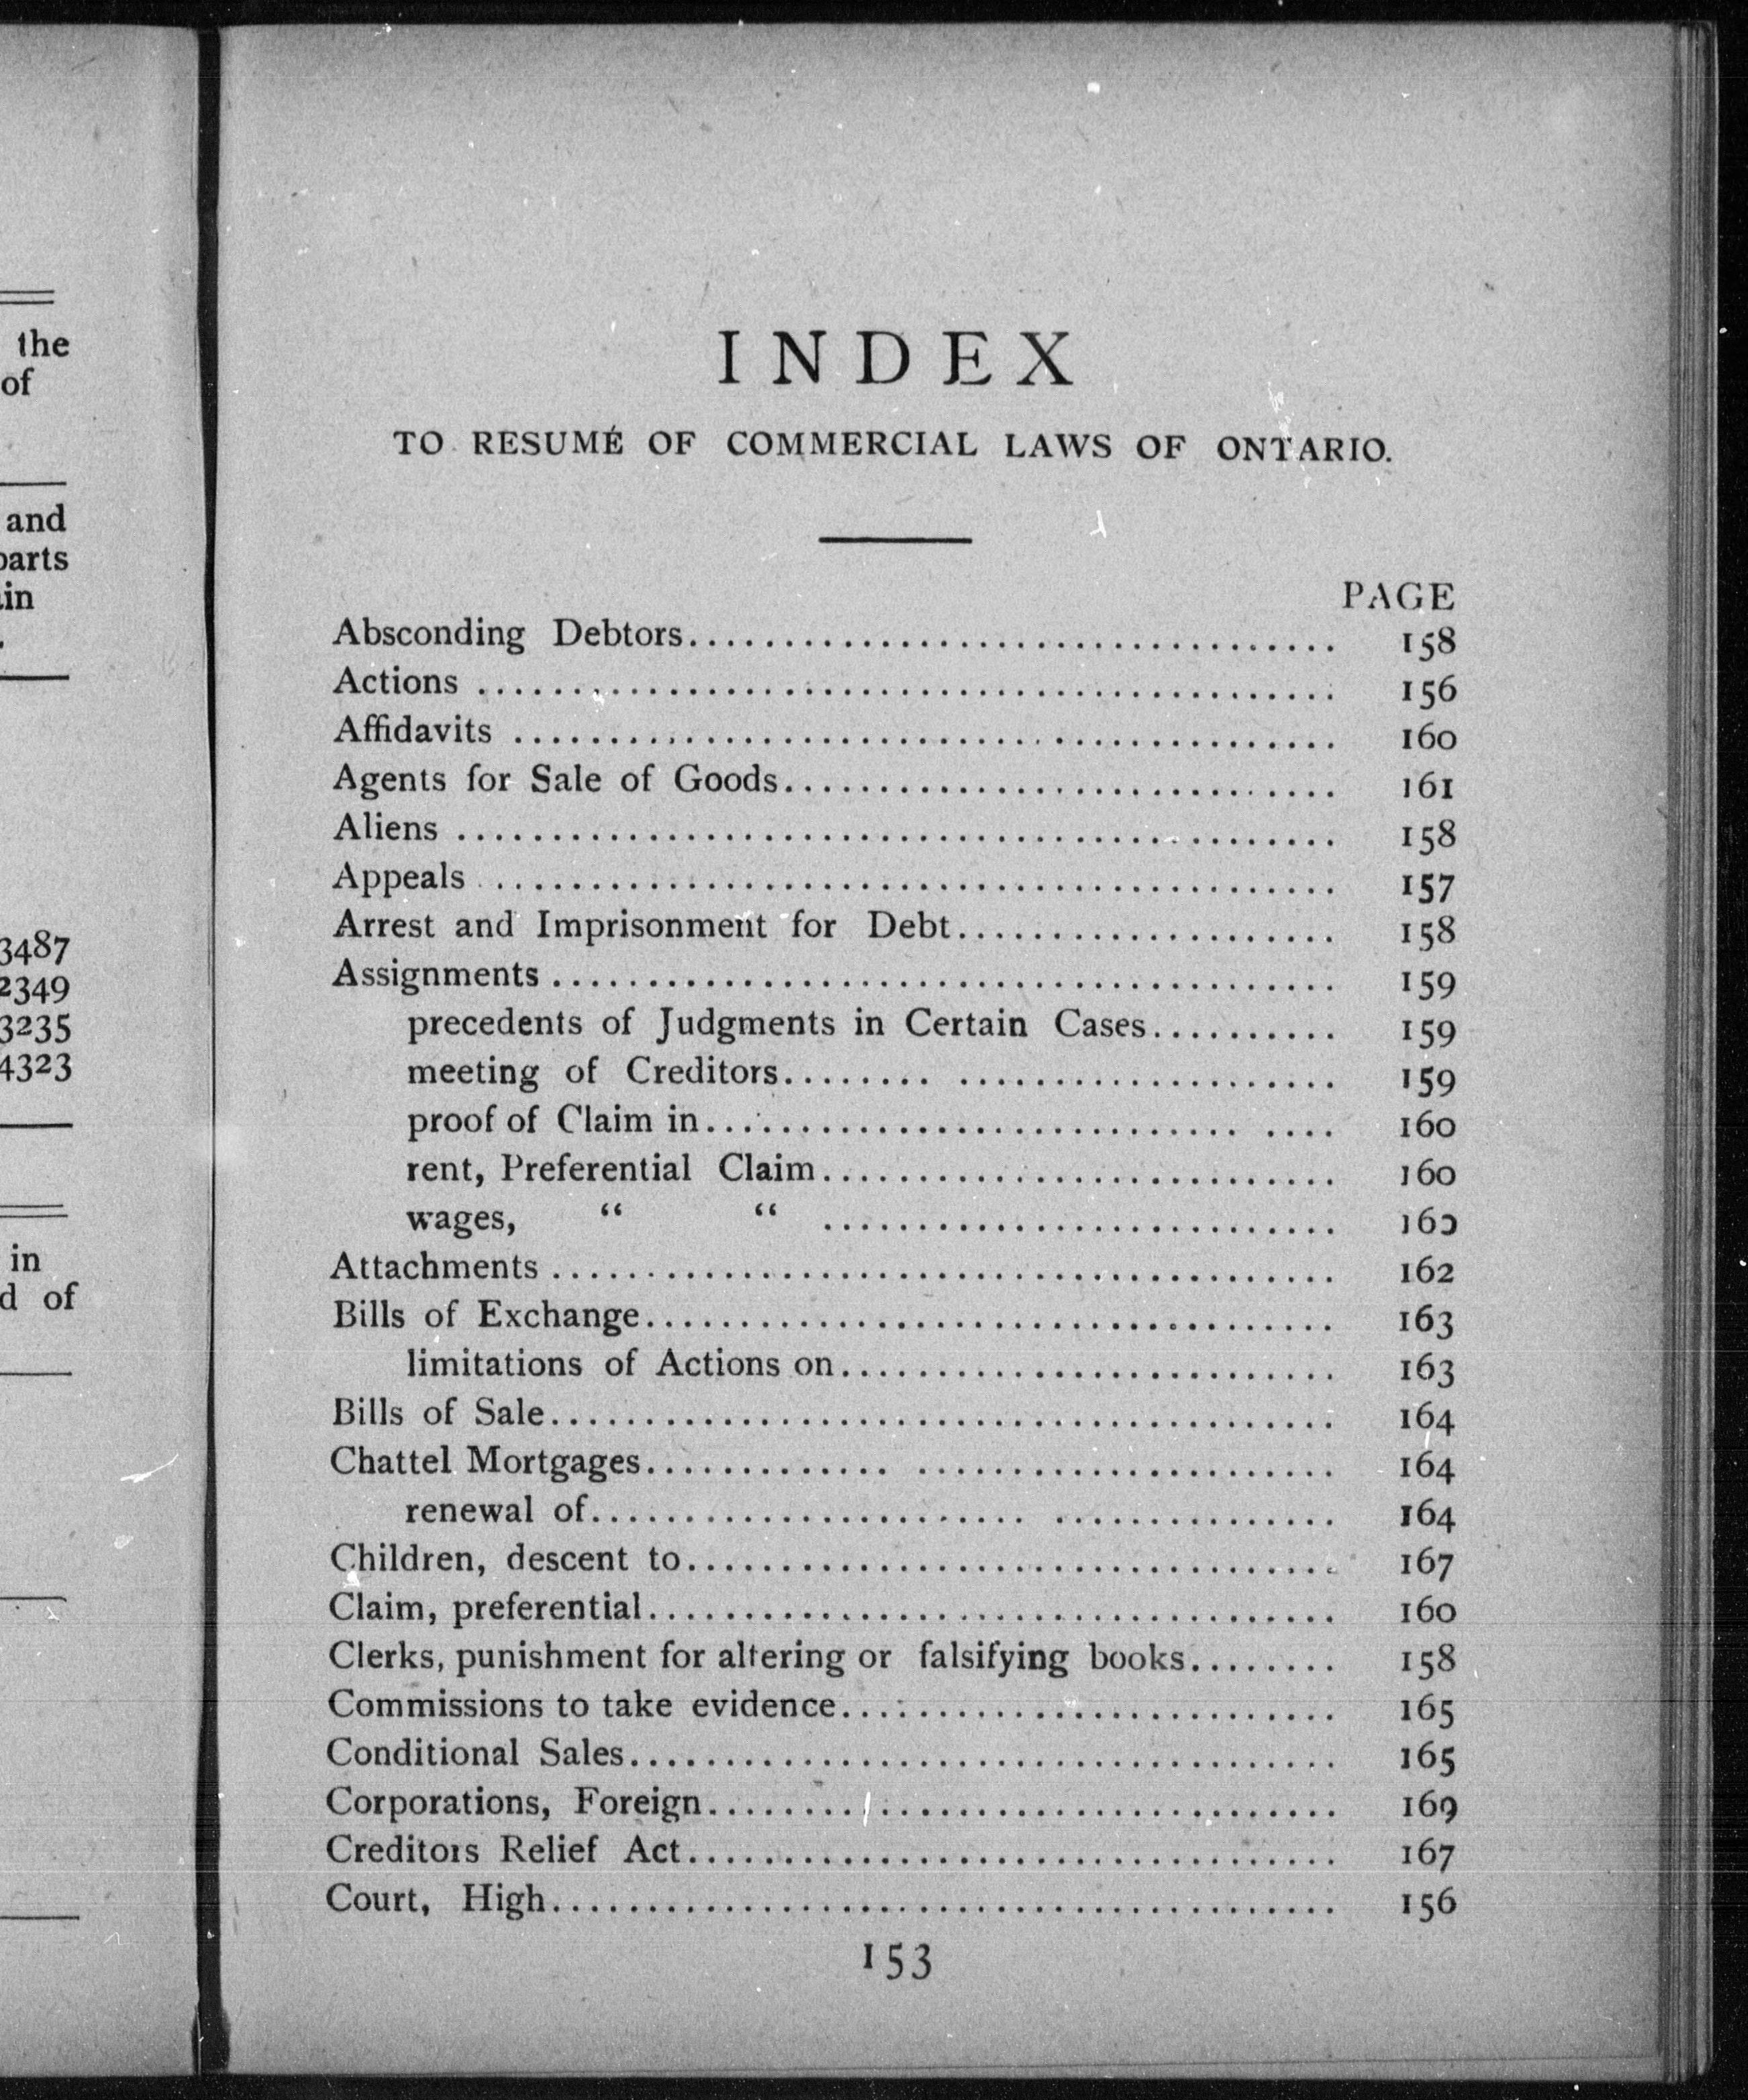 the
of
and
parts
in
3487
2349
3235
4323
in
d of
INDEX
TO RESUMÉ OF COMMERCIAL LAWS OF ONTARIO.
PAGE
Absconding Debtors.................................. 158
Actions ............................................. 156
Affidavits ........................................... 160
Agents for Sale of Goods............................. 161
Aliens .............................................. 158
Appeals ............................................. 157
Arrest and Imprisonment for Debt.................... 158
Assignments ......................................... 159
precedents of Judgments in Certain Cases.......... 159
meeting of Creditors........ .................... 159
proof of Claim in............................ .... 160
rent, Preferential Claim........................... 160
wages, “ “ ........................... 160
Attachments ......................................... 162
Bills of Exchange.................................... 163
limitations of Actions on.......................... 163
Bills of Sale......................................... 164
Chattel Mortgages............. ...................... 164
renewal of....................... ............... 164
Children, descent to.................................. 167
Claim, preferential.................................... 160
Clerks, punishment for altering or falsifying books........ 158
Commissions to take evidence.......................... 165
Conditional Sales..................................... 165
Corporations, Foreign................................. 169
Creditors Relief Act.................................. 167
Court, High......................................... 156
153